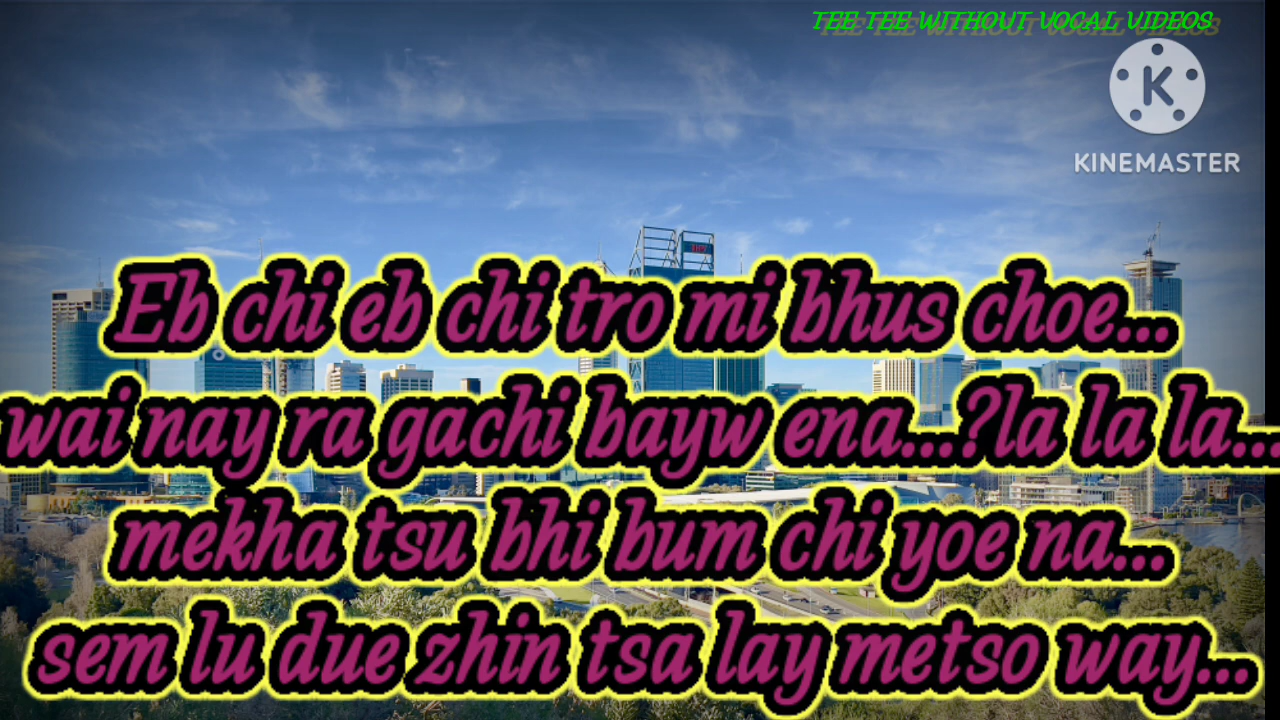 TEE TEE WITHOUT VOCAL VIDEOS
KINEMASTER
Eb chi eb chi tro mi bhus choe...
wai nay ra gachi bayw ena...?la la la...
mekha tsu bhi bum chi yoe na...
sem lu due zhin tsa lay metso way...